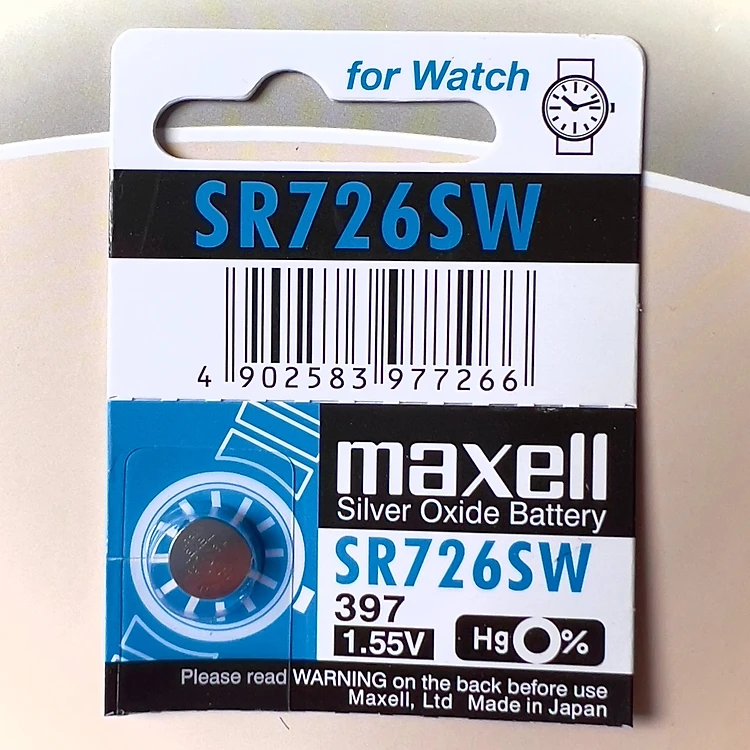 for Watch
SR726SW
4 902583 977266
maxell
Silver Oxide Battery
SR726SW
397
1.55V
Hg0%
Please read WARNING on the back before use
Maxell, Ltd Made in Japan